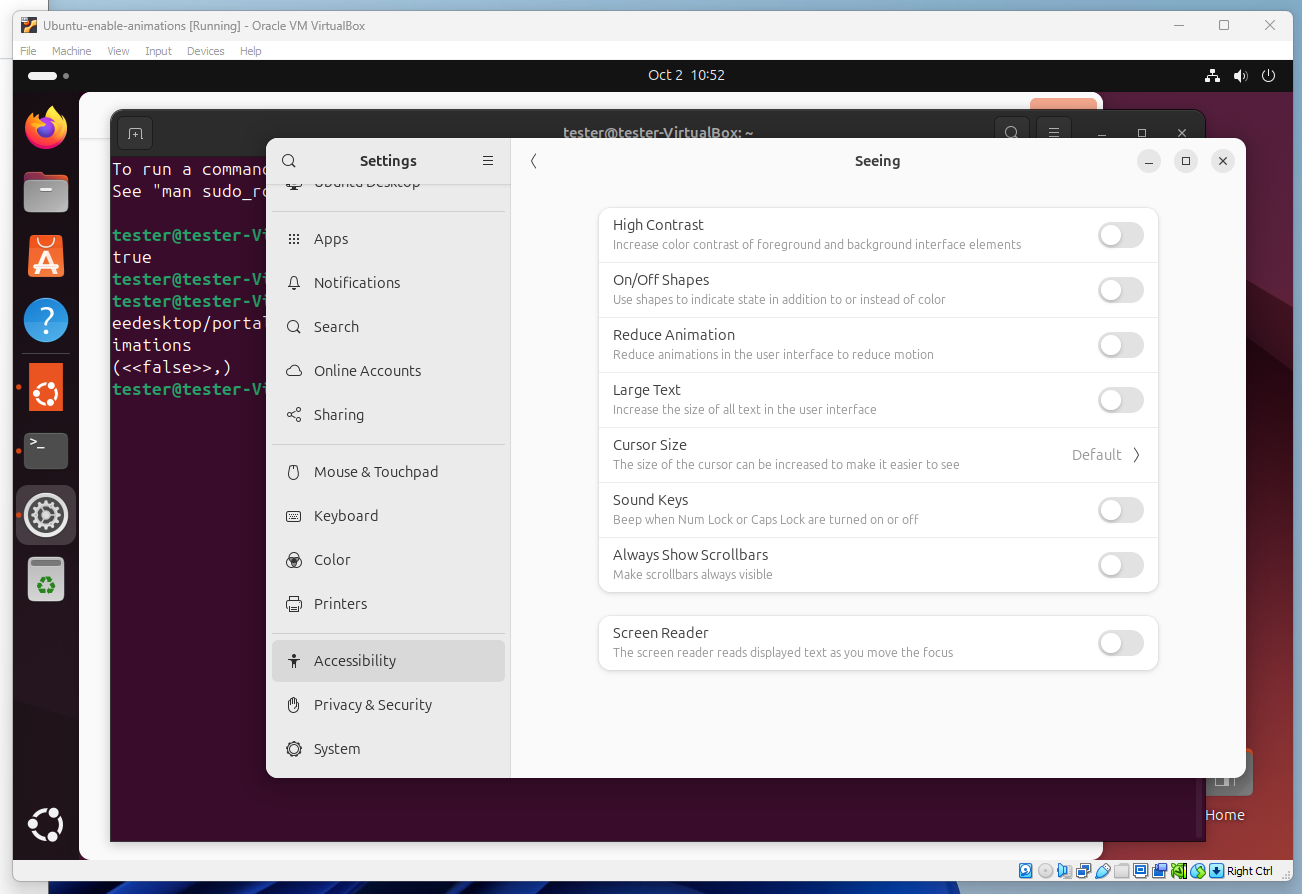 Ubuntu-enable-animations [Running] - Oracle VM VirtualBox
File Machine View Input Devices Help
Oct 2 10:52
tester@tester-VirtualBox: ~
To run a command
See "man sudo_ro
tester@tester-Vi
true
tester@tester-Vi
tester@tester-Vi
eedesktop/portal
imations
(<<false>>,)
tester@tester-Vi
Settings
Ubuntu Desktop
Apps
Notifications
Search
Online Accounts
Sharing
Mouse & Touchpad
Keyboard
Color
Printers
Accessibility
Privacy & Security
System
Seeing
High Contrast
Increase color contrast of foreground and background interface elements
On/Off Shapes
Use shapes to indicate state in addition to or instead of color
Reduce Animation
Reduce animations in the user interface to reduce motion
Large Text
Increase the size of all text in the user interface
Cursor Size
The size of the cursor can be increased to make it easier to see
Default
Sound Keys
Beep when Num Lock or Caps Lock are turned on or off
Always Show Scrollbars
Make scrollbars always visible
Screen Reader
The screen reader reads displayed text as you move the focus
Home
Right Ctrl